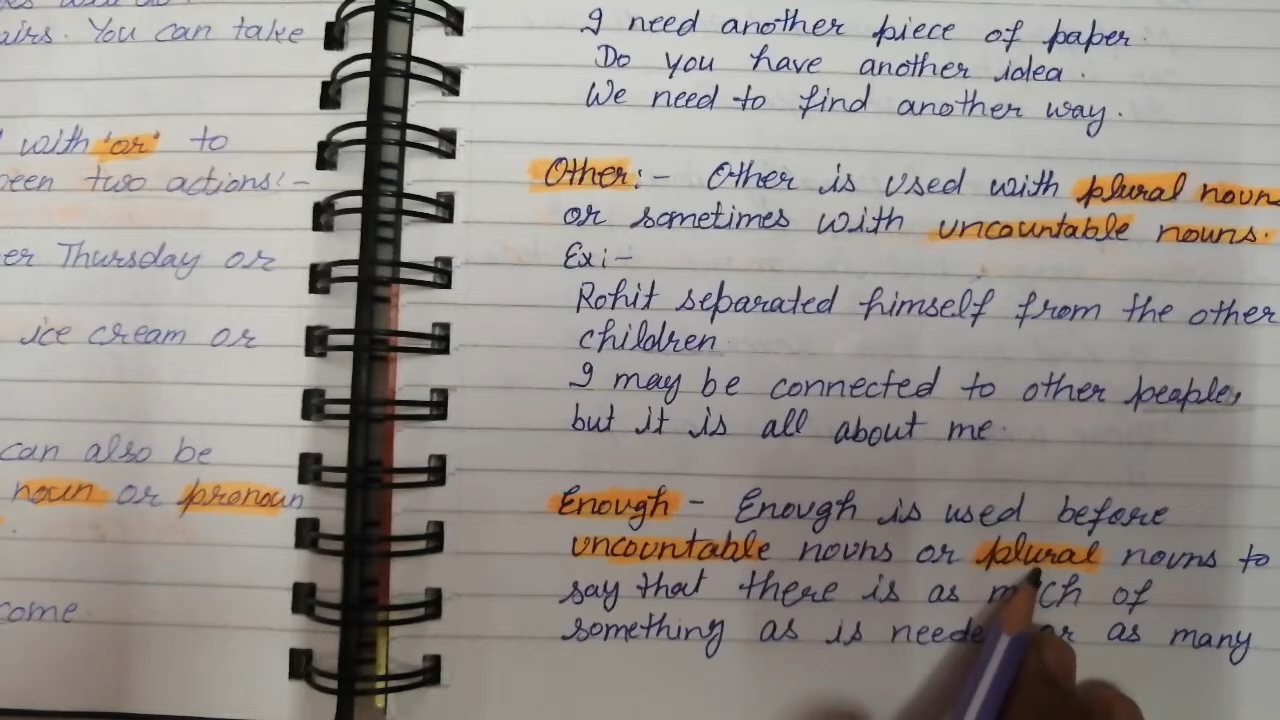 airs. You can take
with 'or' to
een two actions:-
er Thursday or
ice cream or
can also be
noun or pronoun
come
I need another piece of paper.
Do you have another idea.
We need to find another way.
Other:- Other is used with plural noun
or sometimes with uncountable nouns.
Ex:-
Rohit separated himself from the other
children.
I may be connected to other people,
but it is all about me.
Enough - Enough is used before
uncountable nouns or plural nouns to
say that there is as much of
something as is neede or as many